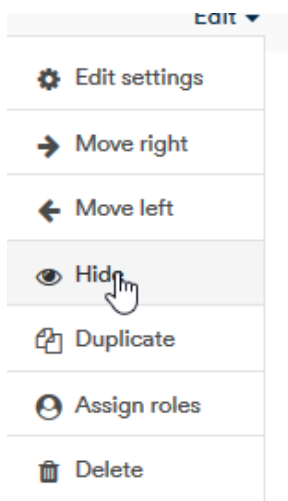 Edit
Edit settings
Move right
Move left
Hide
Duplicate
Assign roles
Delete